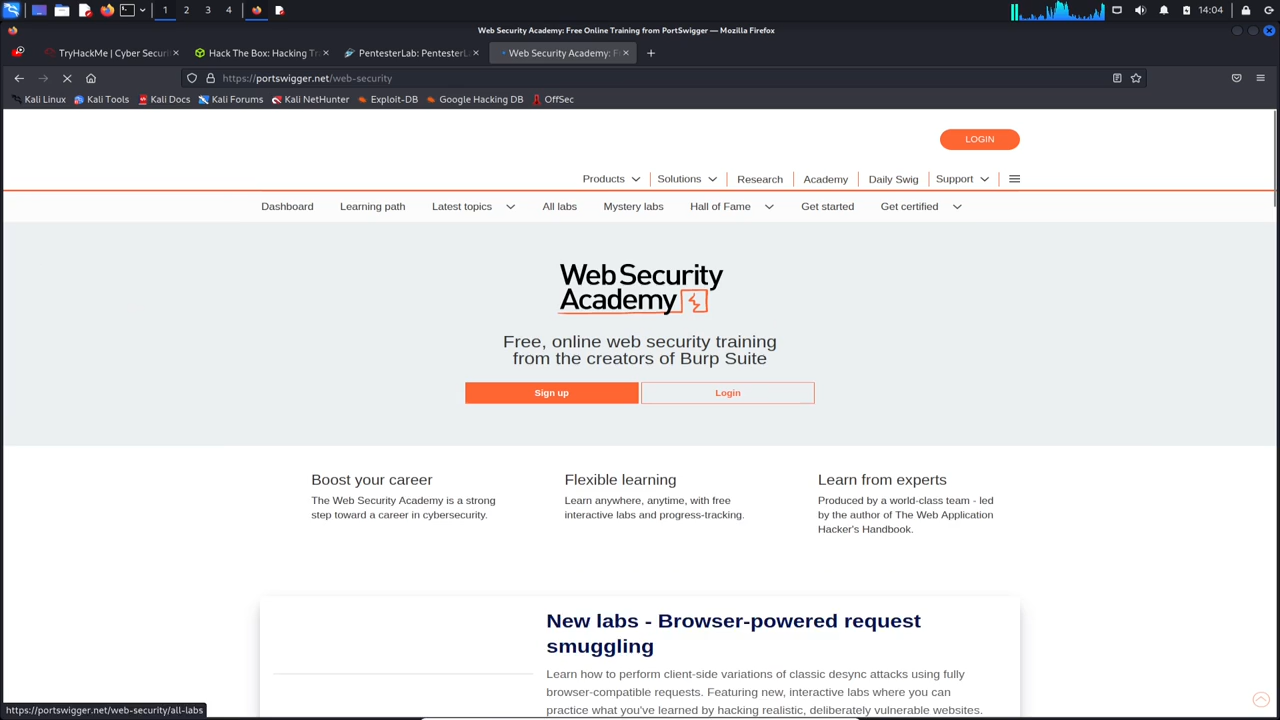 1
2
3
4
14:04
Web Security Academy: Free Online Training from PortSwigger — Mozilla Firefox
TryHackMe | Cyber Secur
Hack The Box: Hacking Tr
PentesterLab: PentesterL
Web Security Academy: F
https://portswigger.net/web-security
Kali Linux
Kali Tools
Kali Docs
Kali Forums
Kali NetHunter
Exploit-DB
Google Hacking DB
OffSec
LOGIN
Products
Solutions
Research
Academy
Daily Swig
Support
Dashboard
Learning path
Latest topics
All labs
Mystery labs
Hall of Fame
Get started
Get certified
Web Security
Academy
Free, online web security training
from the creators of Burp Suite
Sign up
Login
Boost your career
The Web Security Academy is a strong
step toward a career in cybersecurity.
Flexible learning
Learn anywhere, anytime, with free
interactive labs and progress-tracking.
Learn from experts
Produced by a world-class team - led
by the author of The Web Application
Hacker's Handbook.
New labs - Browser-powered request
smuggling
Learn how to perform client-side variations of classic desync attacks using fully
browser-compatible requests. Featuring new, interactive labs where you can
practice what you've learned by hacking realistic, deliberately vulnerable websites.
https://portswigger.net/web-security/all-labs